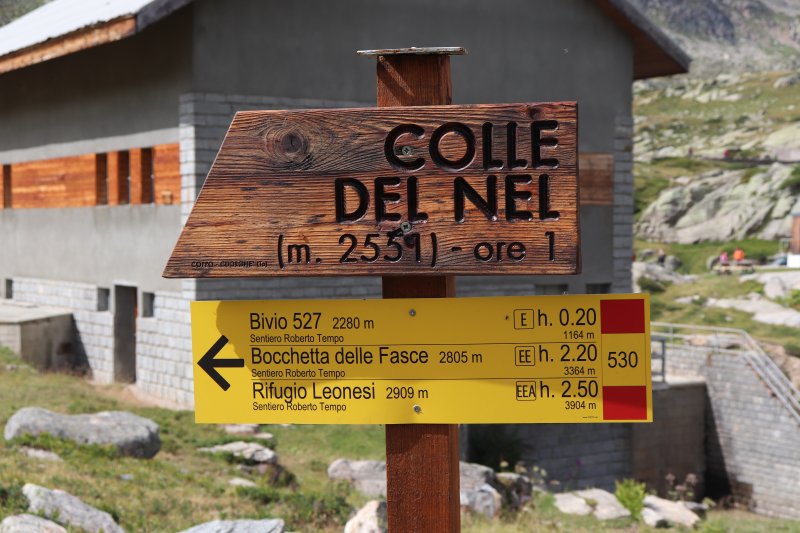 COLLE
DEL NEL
(m. 2551) - ore 1
Bivio 527 2280 m E h. 0.20
Sentiero Roberto Tempo 1164 m
Bocchetta delle Fasce 2805 m EE h. 2.20 530
Sentiero Roberto Tempo 3364 m
Rifugio Leonesi 2909 m EEA h. 2.50
Sentiero Roberto Tempo 3904 m